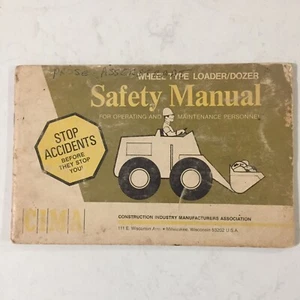 WHEEL TYPE LOADER/DOZER
Safety Manual
FOR OPERATING AND MAINTENANCE PERSONNEL
STOP
ACCIDENTS
BEFORE
THEY STOP
YOU!
CIMA
CONSTRUCTION INDUSTRY MANUFACTURERS ASSOCIATION
111 E. Wisconsin Ave. • Milwaukee, Wisconsin 53202 U.S.A.